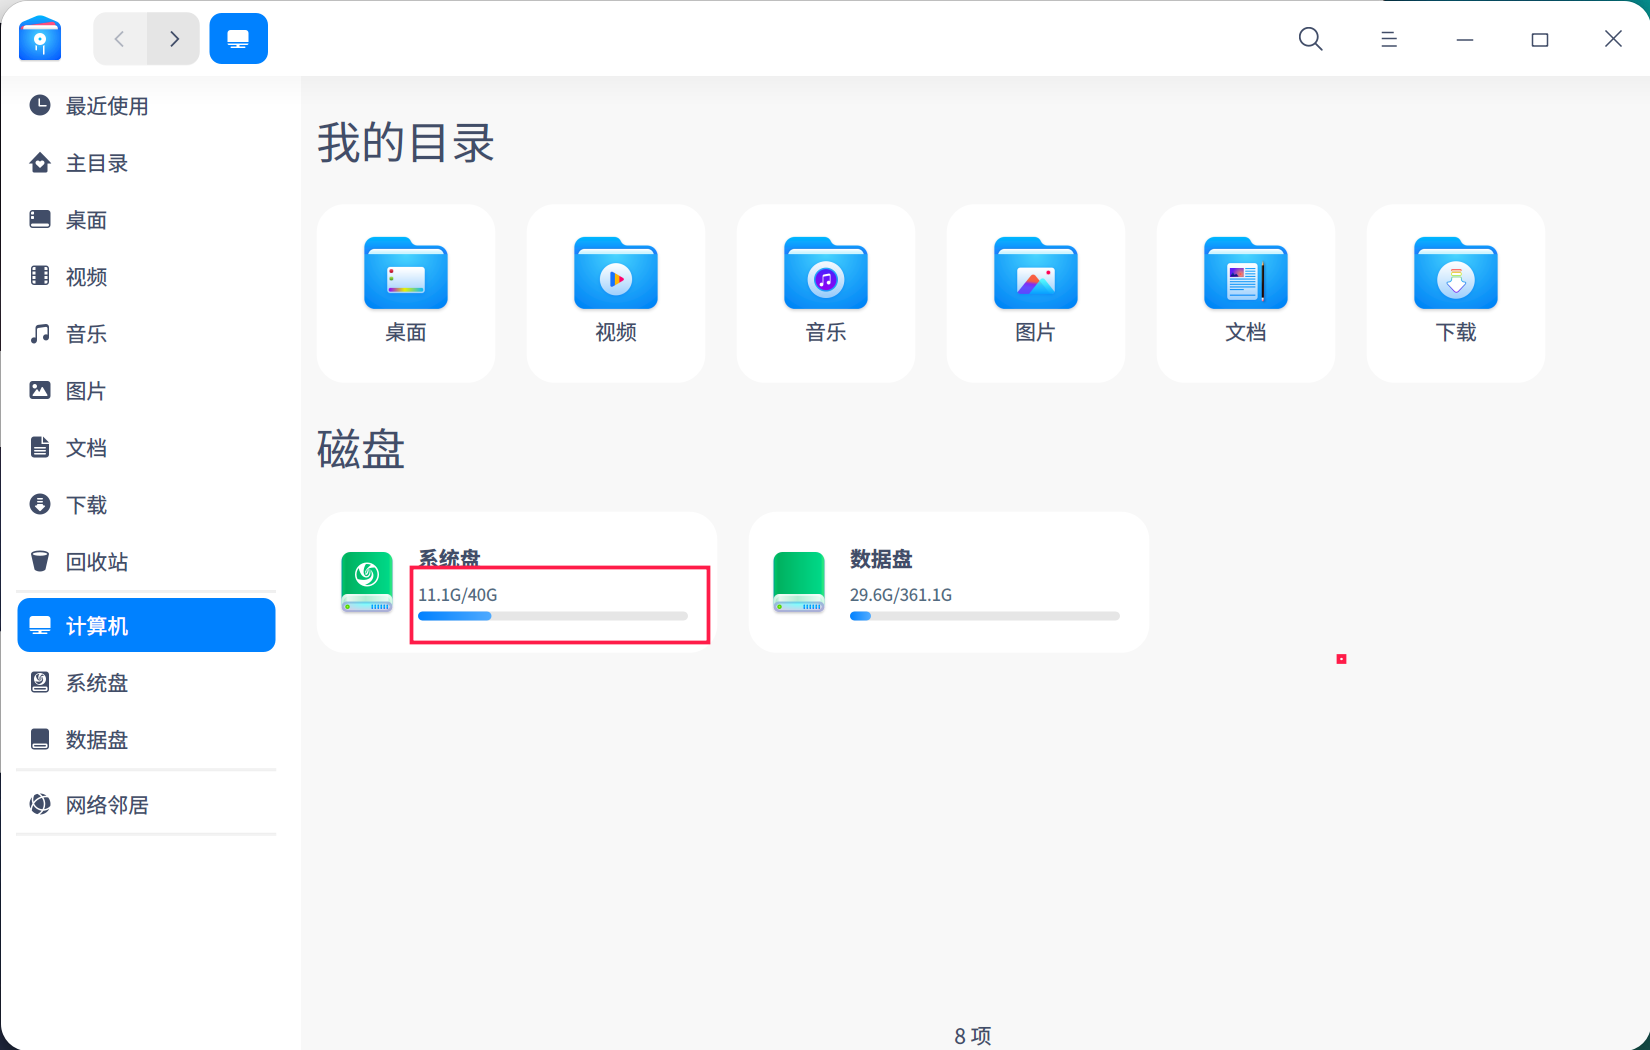 最近使用
主目录
桌面
视频
音乐
图片
文档
下载
回收站
计算机
系统盘
数据盘
网络邻居
我的目录
桌面
视频
音乐
图片
文档
下载
磁盘
系统盘
11.1G/40G
数据盘
29.6G/361.1G
8 项